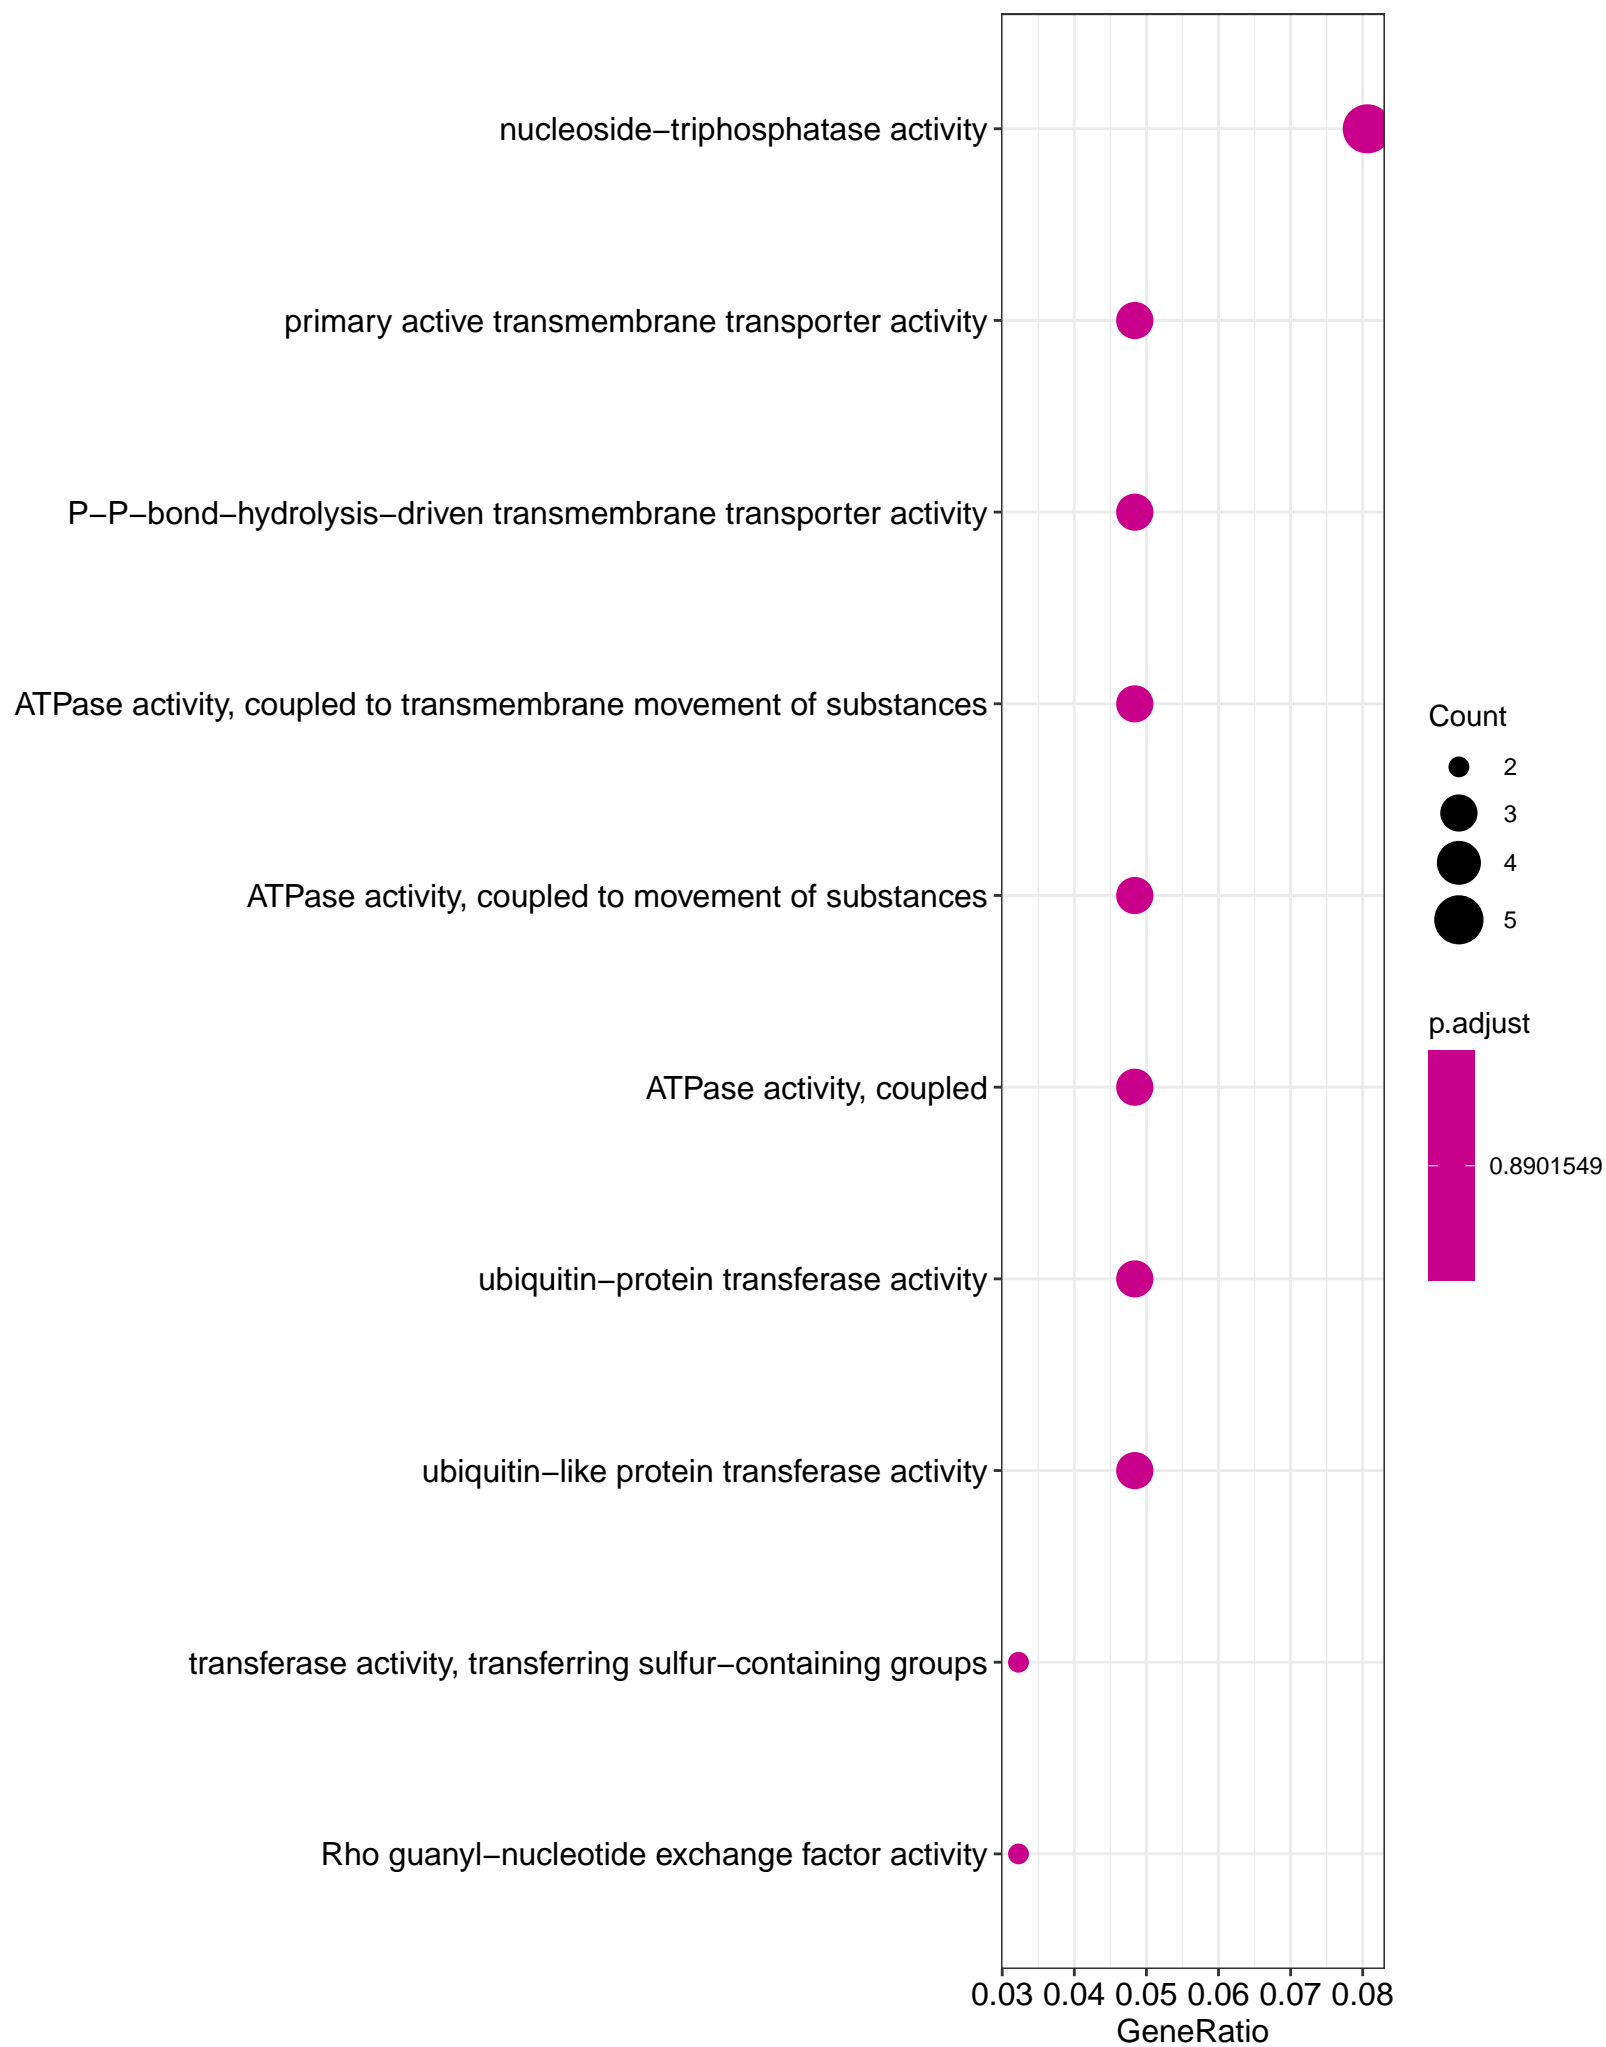 nucleoside−triphosphatase activity
primary active transmembrane transporter activity
P−P−bond−hydrolysis−driven transmembrane transporter activity
ATPase activity, coupled to transmembrane movement of substances
ATPase activity, coupled to movement of substances
ATPase activity, coupled
ubiquitin−protein transferase activity
ubiquitin−like protein transferase activity
transferase activity, transferring sulfur−containing groups
Rho guanyl−nucleotide exchange factor activity
0.03 0.04 0.05 0.06 0.07 0.08
GeneRatio
Count
2
3
4
5
p.adjust
0.8901549